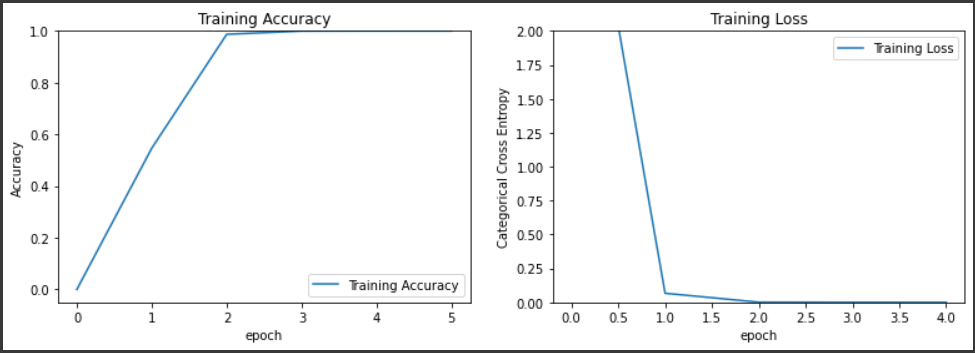 Training Accuracy
1.0
0.8
0.6
0.4
0.2
0.0
Accuracy
Training Accuracy
0 1 2 3 4 5
epoch
Training Loss
2.00
1.75
1.50
1.25
1.00
0.75
0.50
0.25
0.00
Categorical Cross Entropy
Training Loss
0.0 0.5 1.0 1.5 2.0 2.5 3.0 3.5 4.0
epoch